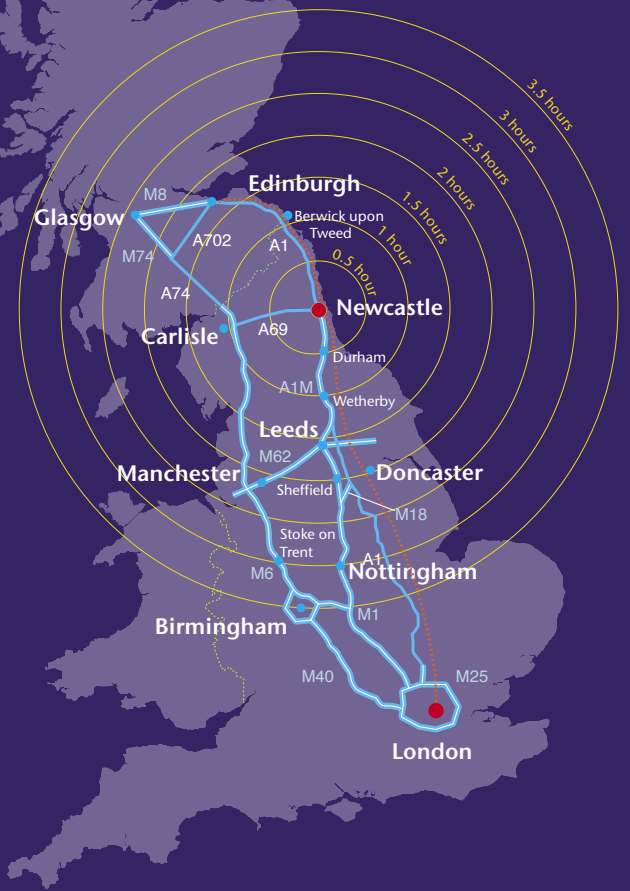 3.5 hours
3 hours
2.5 hours
2 hours
1.5 hours
1 hour
0.5 hour
Edinburgh
M8
Glasgow
Berwick upon
Tweed
A702
A1
M74
A74
Newcastle
A69
Carlisle
Durham
A1M
Wetherby
Leeds
M62
Manchester
Doncaster
Sheffield
M18
Stoke on
Trent
A1
M6
Nottingham
M1
Birmingham
M40
M25
London